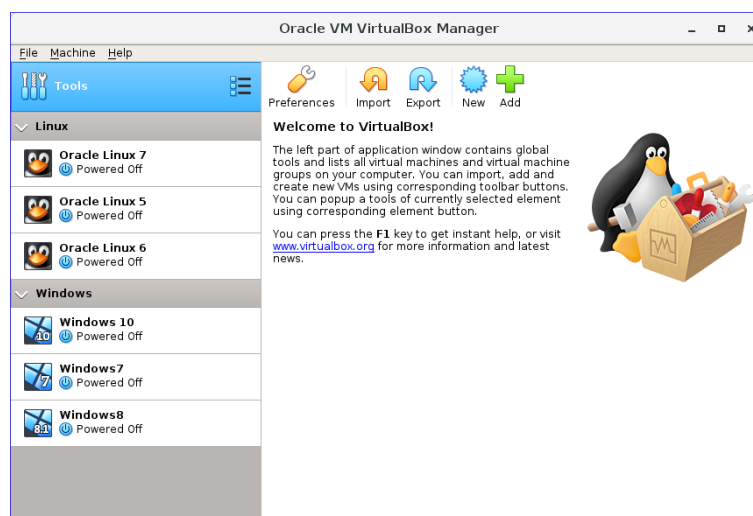 Oracle VM VirtualBox Manager
File Machine Help
Tools
Preferences Import Export New Add
Linux
Oracle Linux 7
Powered Off
Oracle Linux 5
Powered Off
Oracle Linux 6
Powered Off
Windows
Windows 10
Powered Off
10
Windows7
Powered Off
7
Windows8
Powered Off
8.1
Welcome to VirtualBox!
The left part of application window contains global
tools and lists all virtual machines and virtual machine
groups on your computer. You can import, add and
create new VMs using corresponding toolbar buttons.
You can popup a tools of currently selected element
using corresponding element button.
You can press the F1 key to get instant help, or visit
www.virtualbox.org for more information and latest
news.